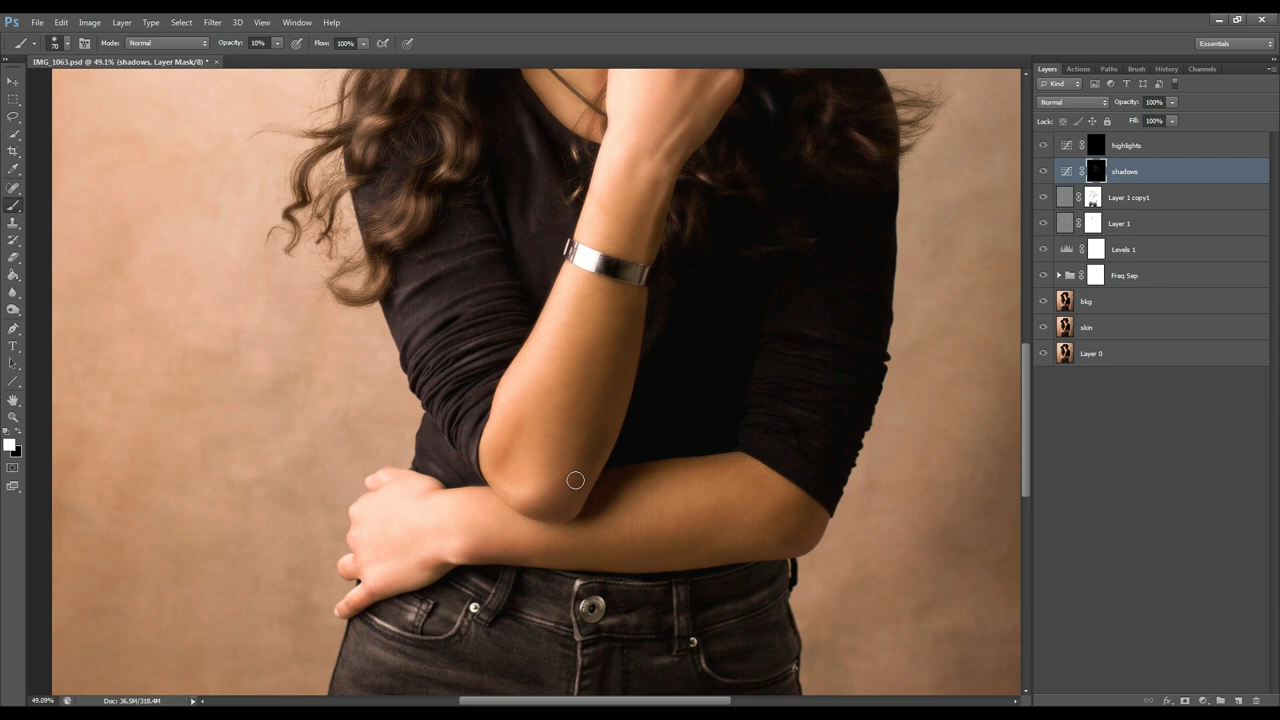 Ps File Edit Image Layer Type Select Filter 3D View Window Help
70 Mode: Normal Opacity: 10% Flow: 100% Essentials
IMG_1063.psd @ 49.1% (shadows, Layer Mask/8) * ×
Layers Actions Paths Brush History Channels
Kind
Normal Opacity: 100%
Lock: Fill: 100%
highlights
shadows
Layer 1 copy1
Layer 1
Levels 1
Freq Sep
bkg
skin
Layer 0
49.09% Doc: 36.5M/318.4M